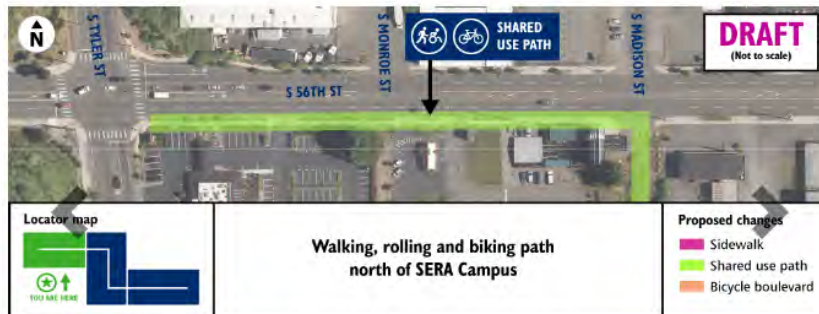 N
S TYLER ST
S 56TH ST
S MONROE ST
SHARED
USE PATH
S MADISON ST
DRAFT
(Not to scale)
Locator map
YOU ARE HERE
Walking, rolling and biking path
north of SERA Campus
Proposed changes
Sidewalk
Shared use path
Bicycle boulevard